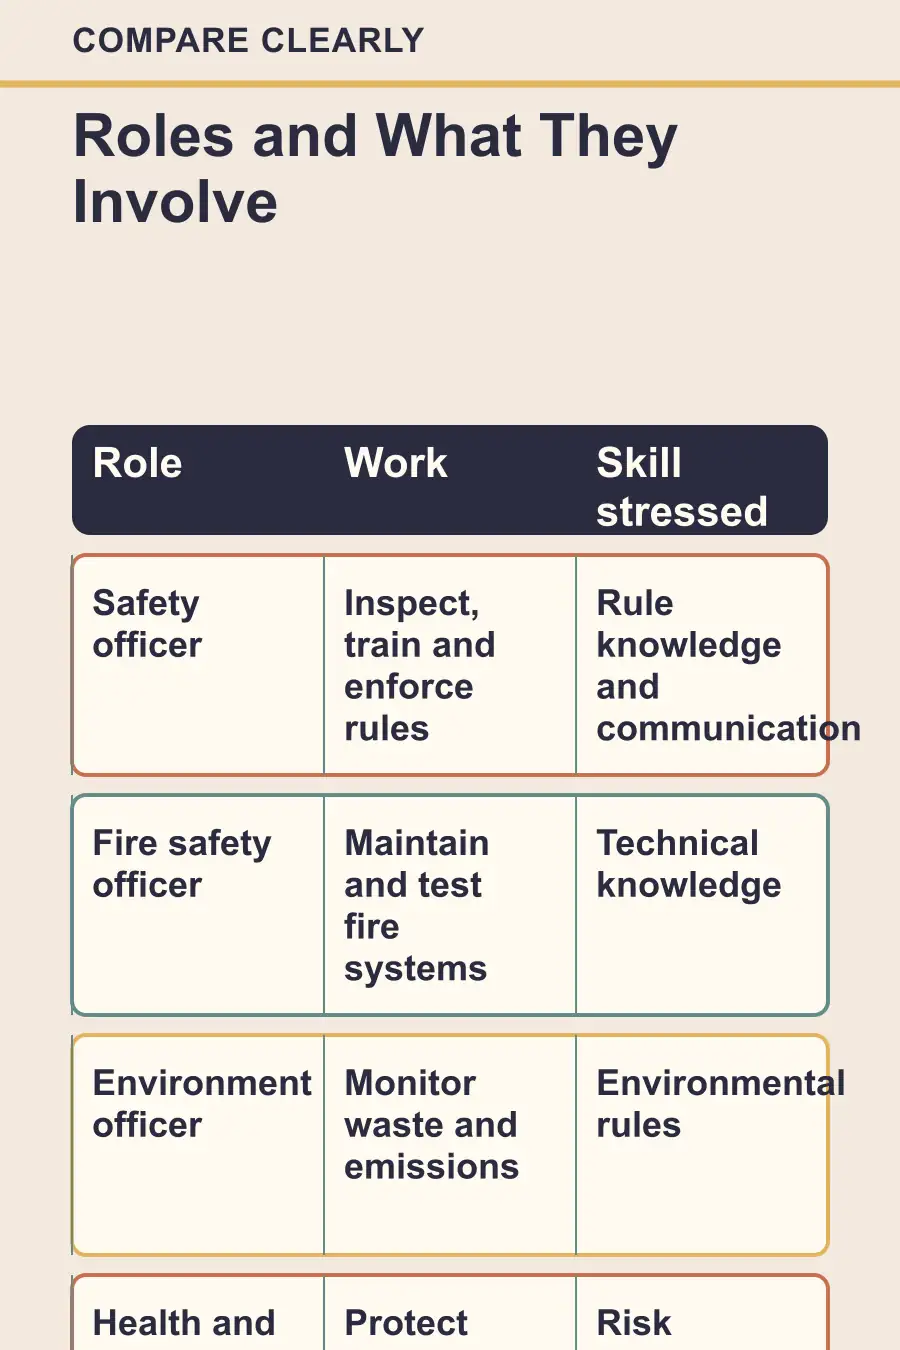 COMPARE CLEARLY
Roles and What They
Involve
Role
Work
Skill
stressed
Safety
officer
Inspect,
train and
enforce
rules
Rule
knowledge
and
communication
Fire safety
officer
Maintain
and test
fire
systems
Technical
knowledge
Environment
officer
Monitor
waste and
emissions
Environmental
rules
Health and
Protect
Risk